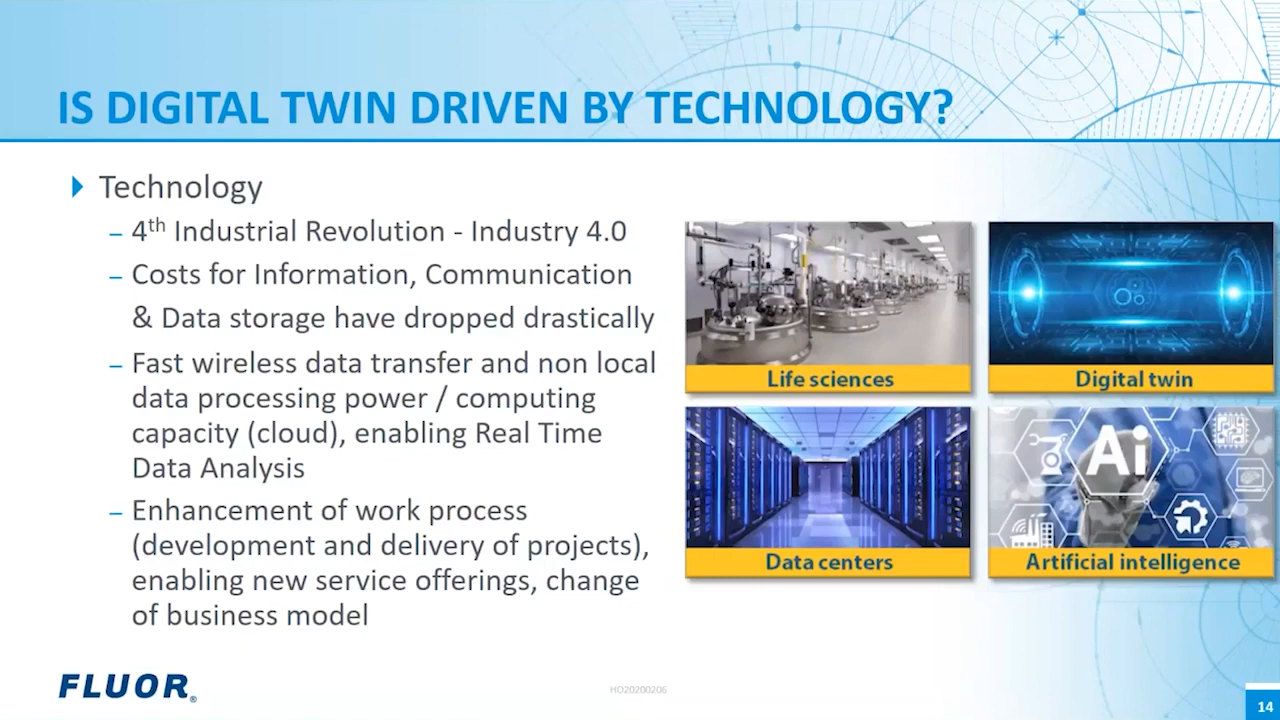 IS DIGITAL TWIN DRIVEN BY TECHNOLOGY?
Technology
– 4th Industrial Revolution - Industry 4.0
– Costs for Information, Communication
& Data storage have dropped drastically
– Fast wireless data transfer and non local
data processing power / computing
capacity (cloud), enabling Real Time
Data Analysis
– Enhancement of work process
(development and delivery of projects),
enabling new service offerings, change
of business model
Life sciences
Digital twin
Data centers
Ai
Artificial intelligence
FLUOR®
HO20200206
14